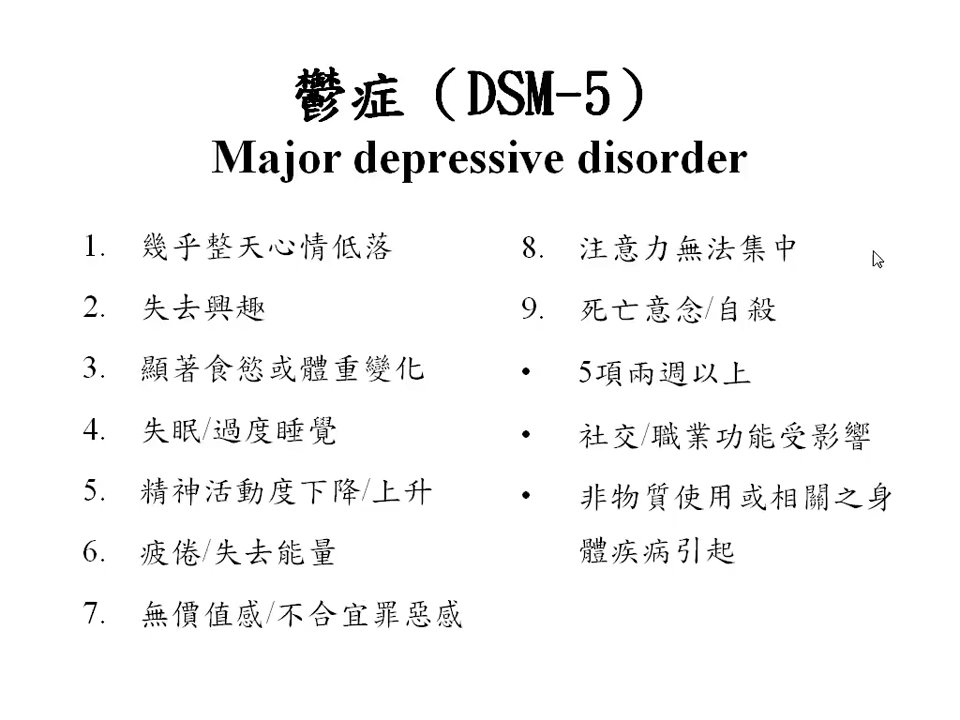 鬱症（DSM-5）
Major depressive disorder
1. 幾乎整天心情低落
2. 失去興趣
3. 顯著食慾或體重變化
4. 失眠/過度睡覺
5. 精神活動度下降/上升
6. 疲倦/失去能量
7. 無價值感/不合宜罪惡感
8. 注意力無法集中
9. 死亡意念/自殺
• 5項兩週以上
• 社交/職業功能受影響
• 非物質使用或相關之身
體疾病引起